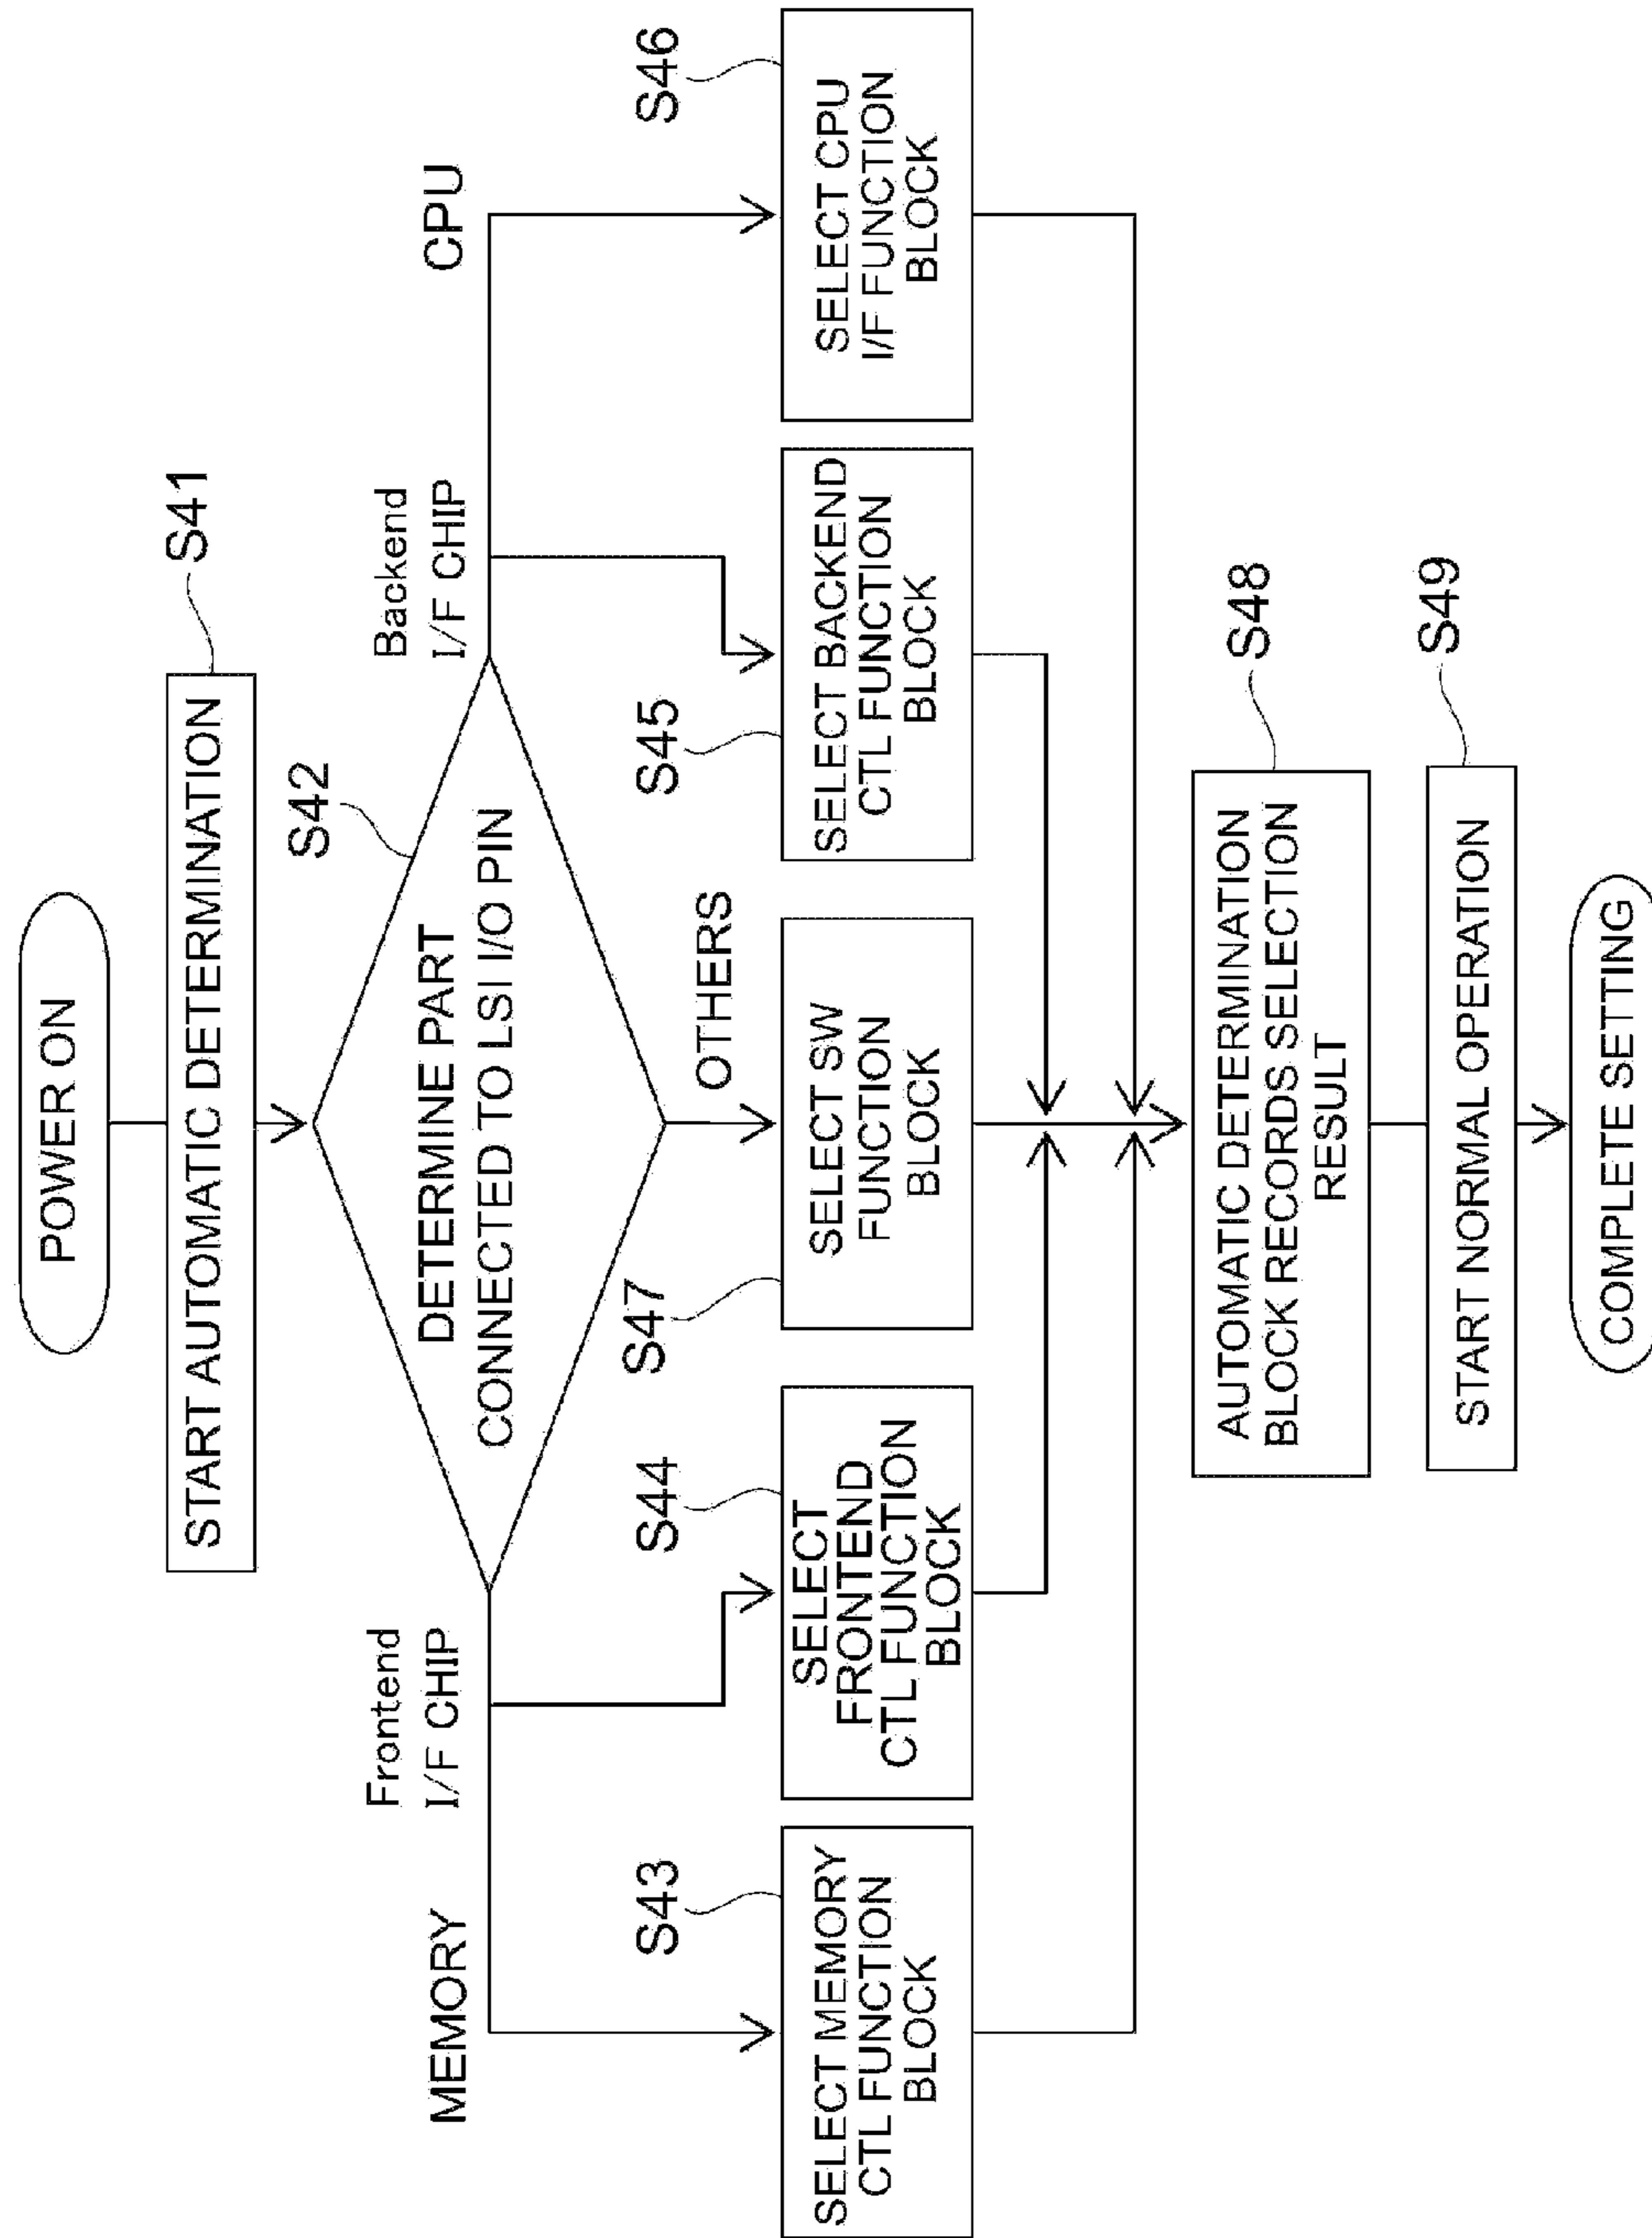 POWER ON
START AUTOMATIC DETERMINATION
S41
DETERMINE PART
CONNECTED TO LSI I/O PIN
S42
MEMORY
Frontend
I/F CHIP
OTHERS
Backend
I/F CHIP
CPU
S43
SELECT MEMORY
CTL FUNCTION
BLOCK
S44
SELECT
FRONTEND
CTL FUNCTION
BLOCK
S47
SELECT SW
FUNCTION
BLOCK
S45
SELECT BACKEND
CTL FUNCTION
BLOCK
S46
SELECT CPU
I/F FUNCTION
BLOCK
AUTOMATIC DETERMINATION
BLOCK RECORDS SELECTION
RESULT
S48
START NORMAL OPERATION
S49
COMPLETE SETTING